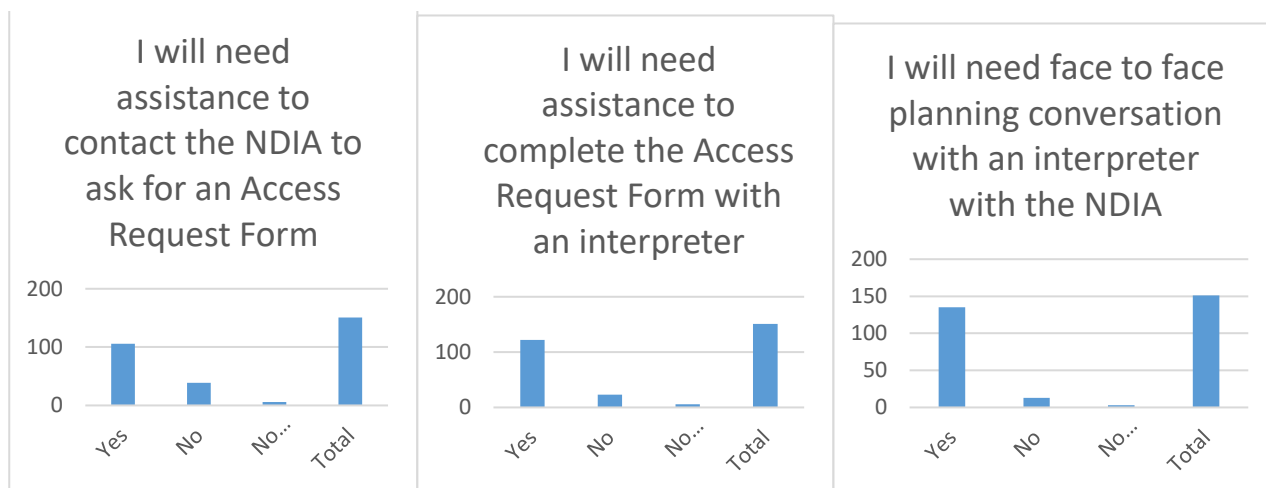 I will need
assistance to
contact the NDIA to
ask for an Access
Request Form
200
100
0
Yes
No
No...
Total
I will need
assistance to
complete the Access
Request Form with
an interpreter
200
100
0
Yes
No
No...
Total
I will need face to face
planning conversation
with an interpreter
with the NDIA
200
150
100
50
0
Yes
No
No...
Total